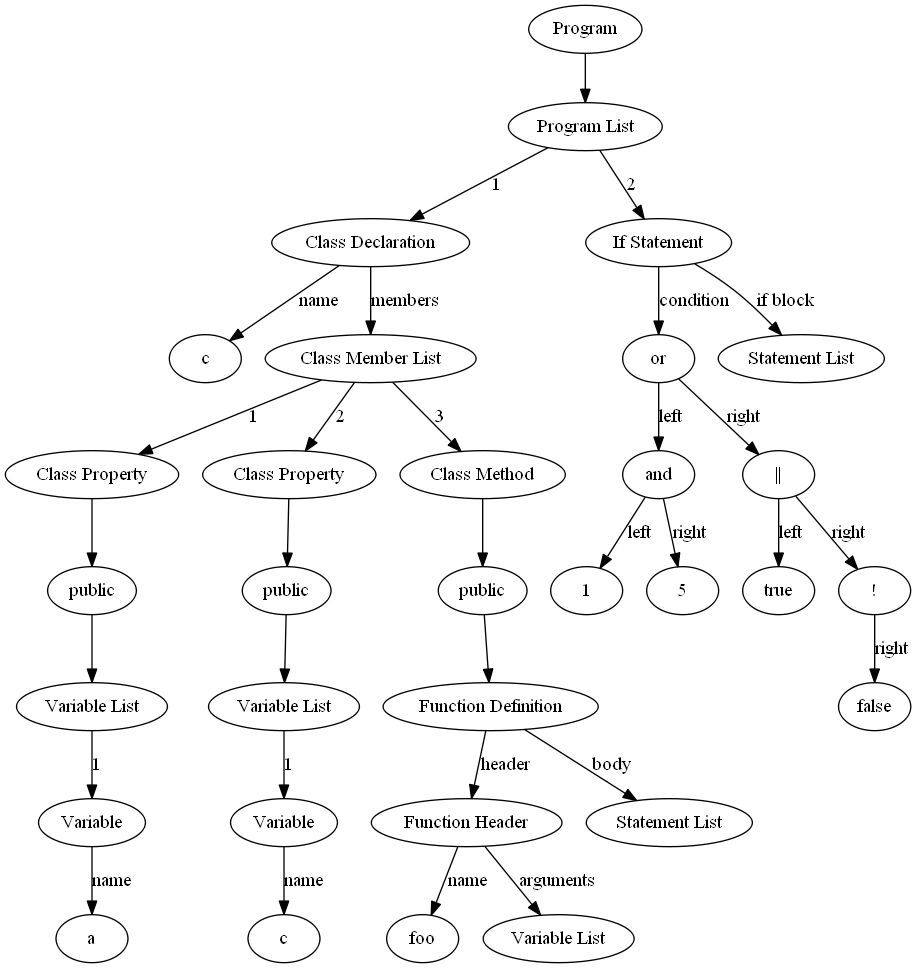 Program
Program List
1
2
Class Declaration
If Statement
name
members
condition
if block
c
Class Member List
or
Statement List
1
2
3
left
right
Class Property
Class Property
Class Method
and
||
left
right
left
right
public
public
public
1
5
true
!
right
Variable List
Variable List
Function Definition
false
1
1
header
body
Variable
Variable
Function Header
Statement List
name
name
name
arguments
a
c
foo
Variable List